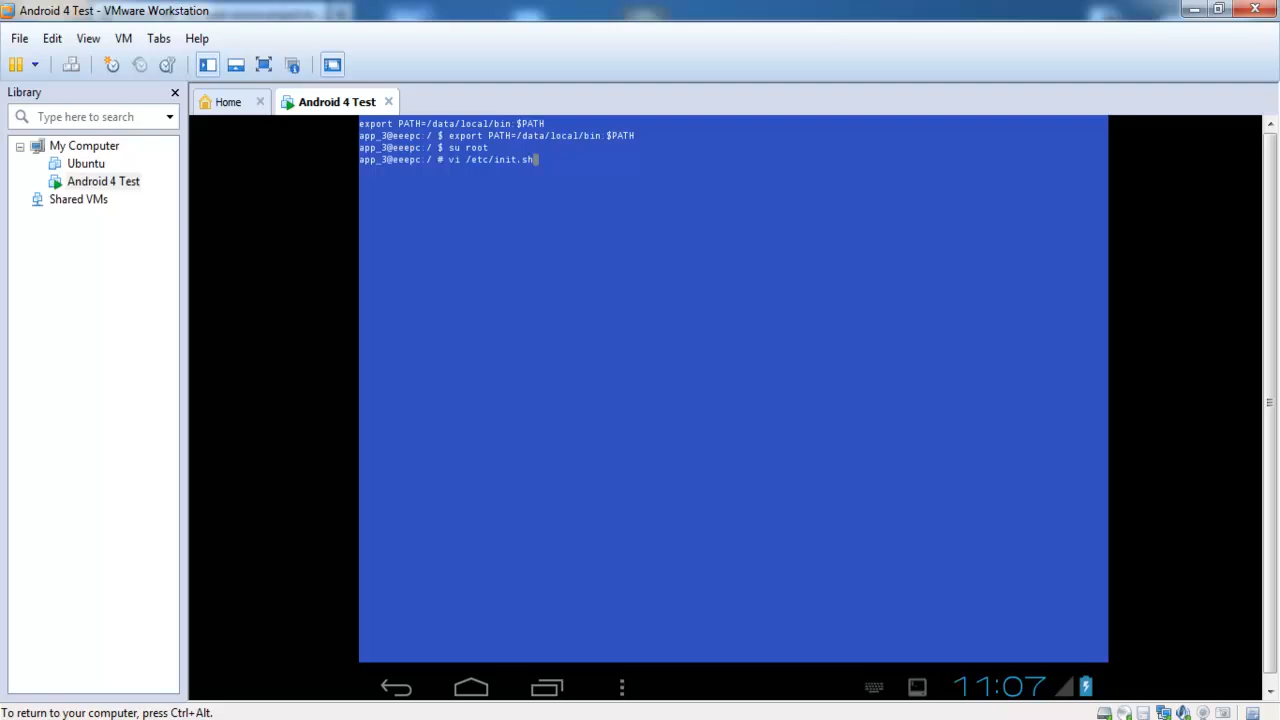 Android 4 Test - VMware Workstation
File Edit View VM Tabs Help
Library
Type here to search
My Computer
Ubuntu
Android 4 Test
Shared VMs
Home
Android 4 Test
export PATH=/data/local/bin:$PATH
app_3@eeepc:/ $ export PATH=/data/local/bin:$PATH
app_3@eeepc:/ $ su root
app_3@eeepc:/ # vi /etc/init.sh
11:07
To return to your computer, press Ctrl+Alt.